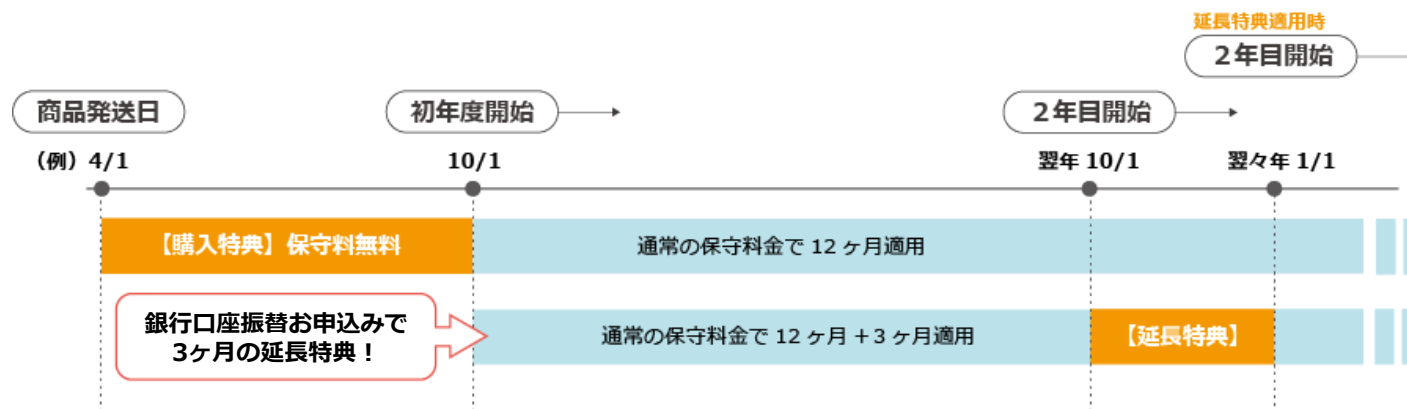 延長特典適用時
２年目開始
商品発送日
初年度開始
２年目開始
（例）4/1
10/1
翌年 10/1
翌々年 1/1
【購入特典】保守料無料
通常の保守料金で 12 ヶ月適用
銀行口座振替お申込みで
3ヶ月の延長特典！
通常の保守料金で 12 ヶ月 ＋3 ヶ月適用
【延長特典】